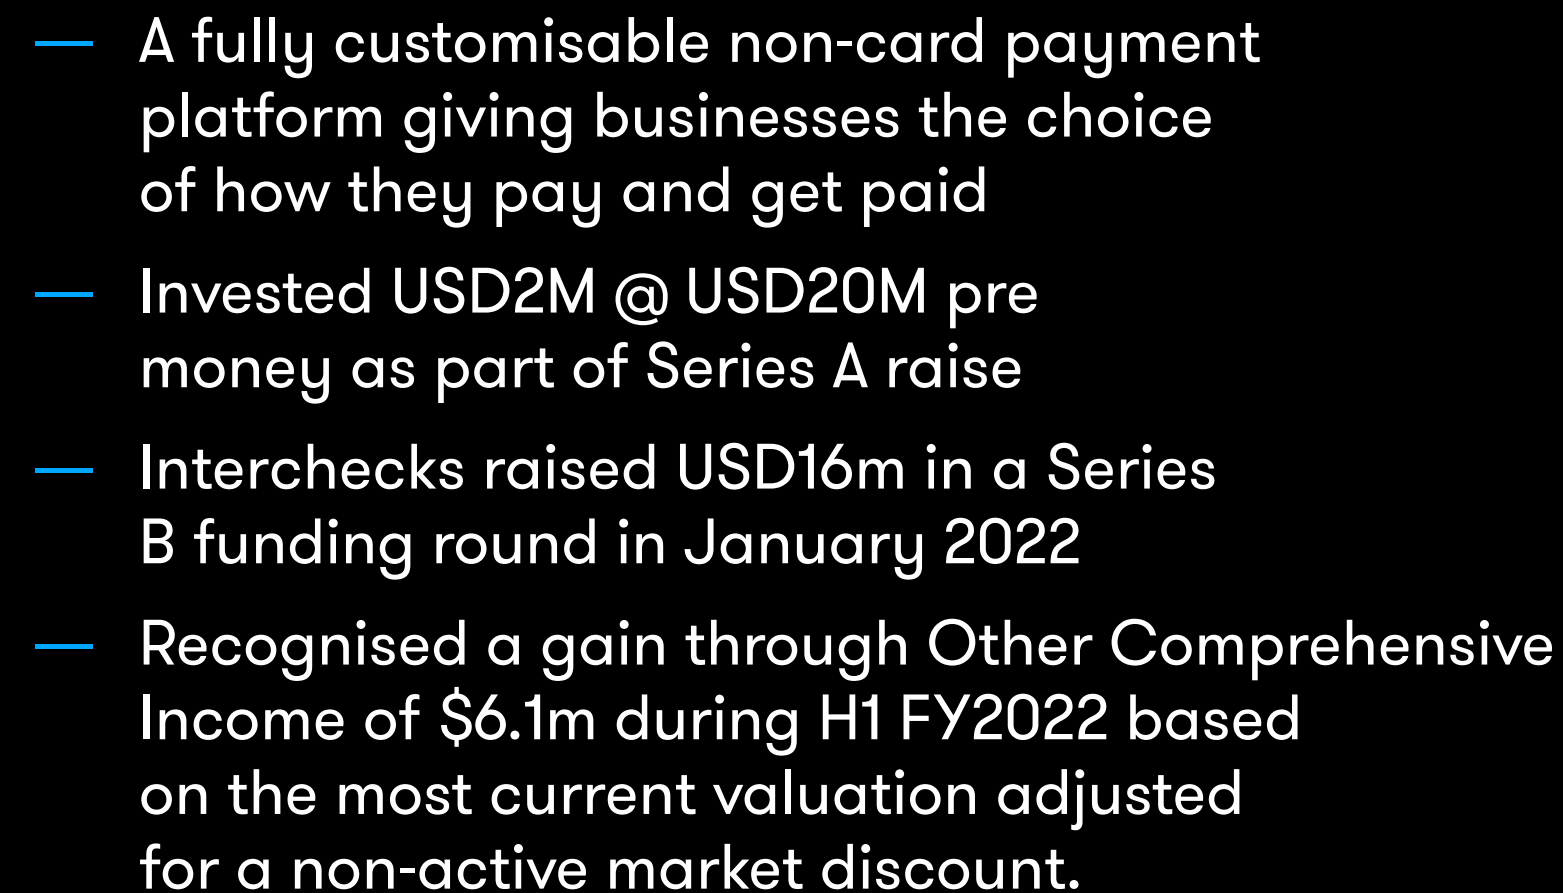 — A fully customisable non-card payment
platform giving businesses the choice
of how they pay and get paid
— Invested USD2M @ USD20M pre
money as part of Series A raise
— Interchecks raised USD16m in a Series
B funding round in January 2022
— Recognised a gain through Other Comprehensive
Income of $6.1m during H1 FY2022 based
on the most current valuation adjusted
for a non-active market discount.